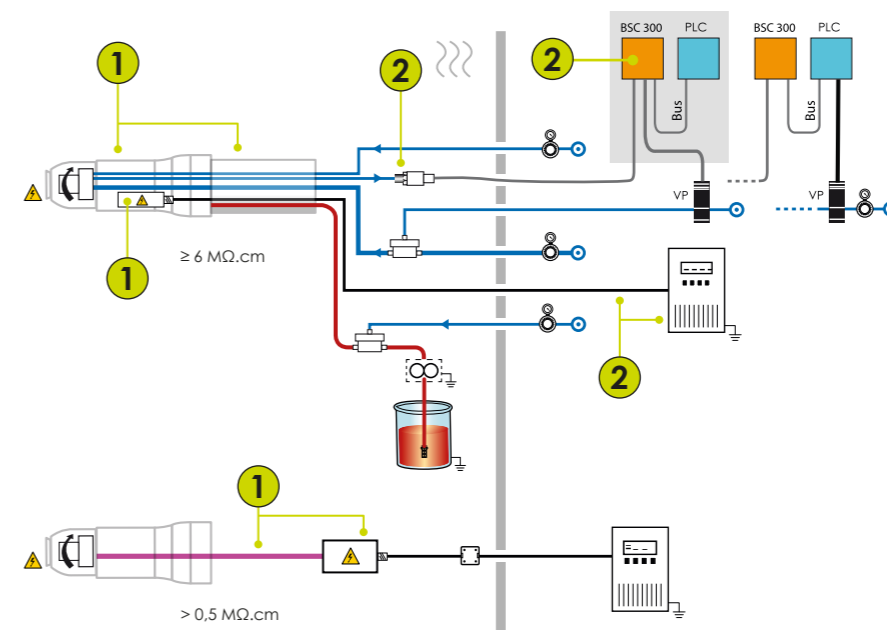 BSC 300
PLC
BSC 300
PLC
1
2
2
Bus
Bus
VP
VP
1
≥ 6 MΩ.cm
2
1
> 0,5 MΩ.cm